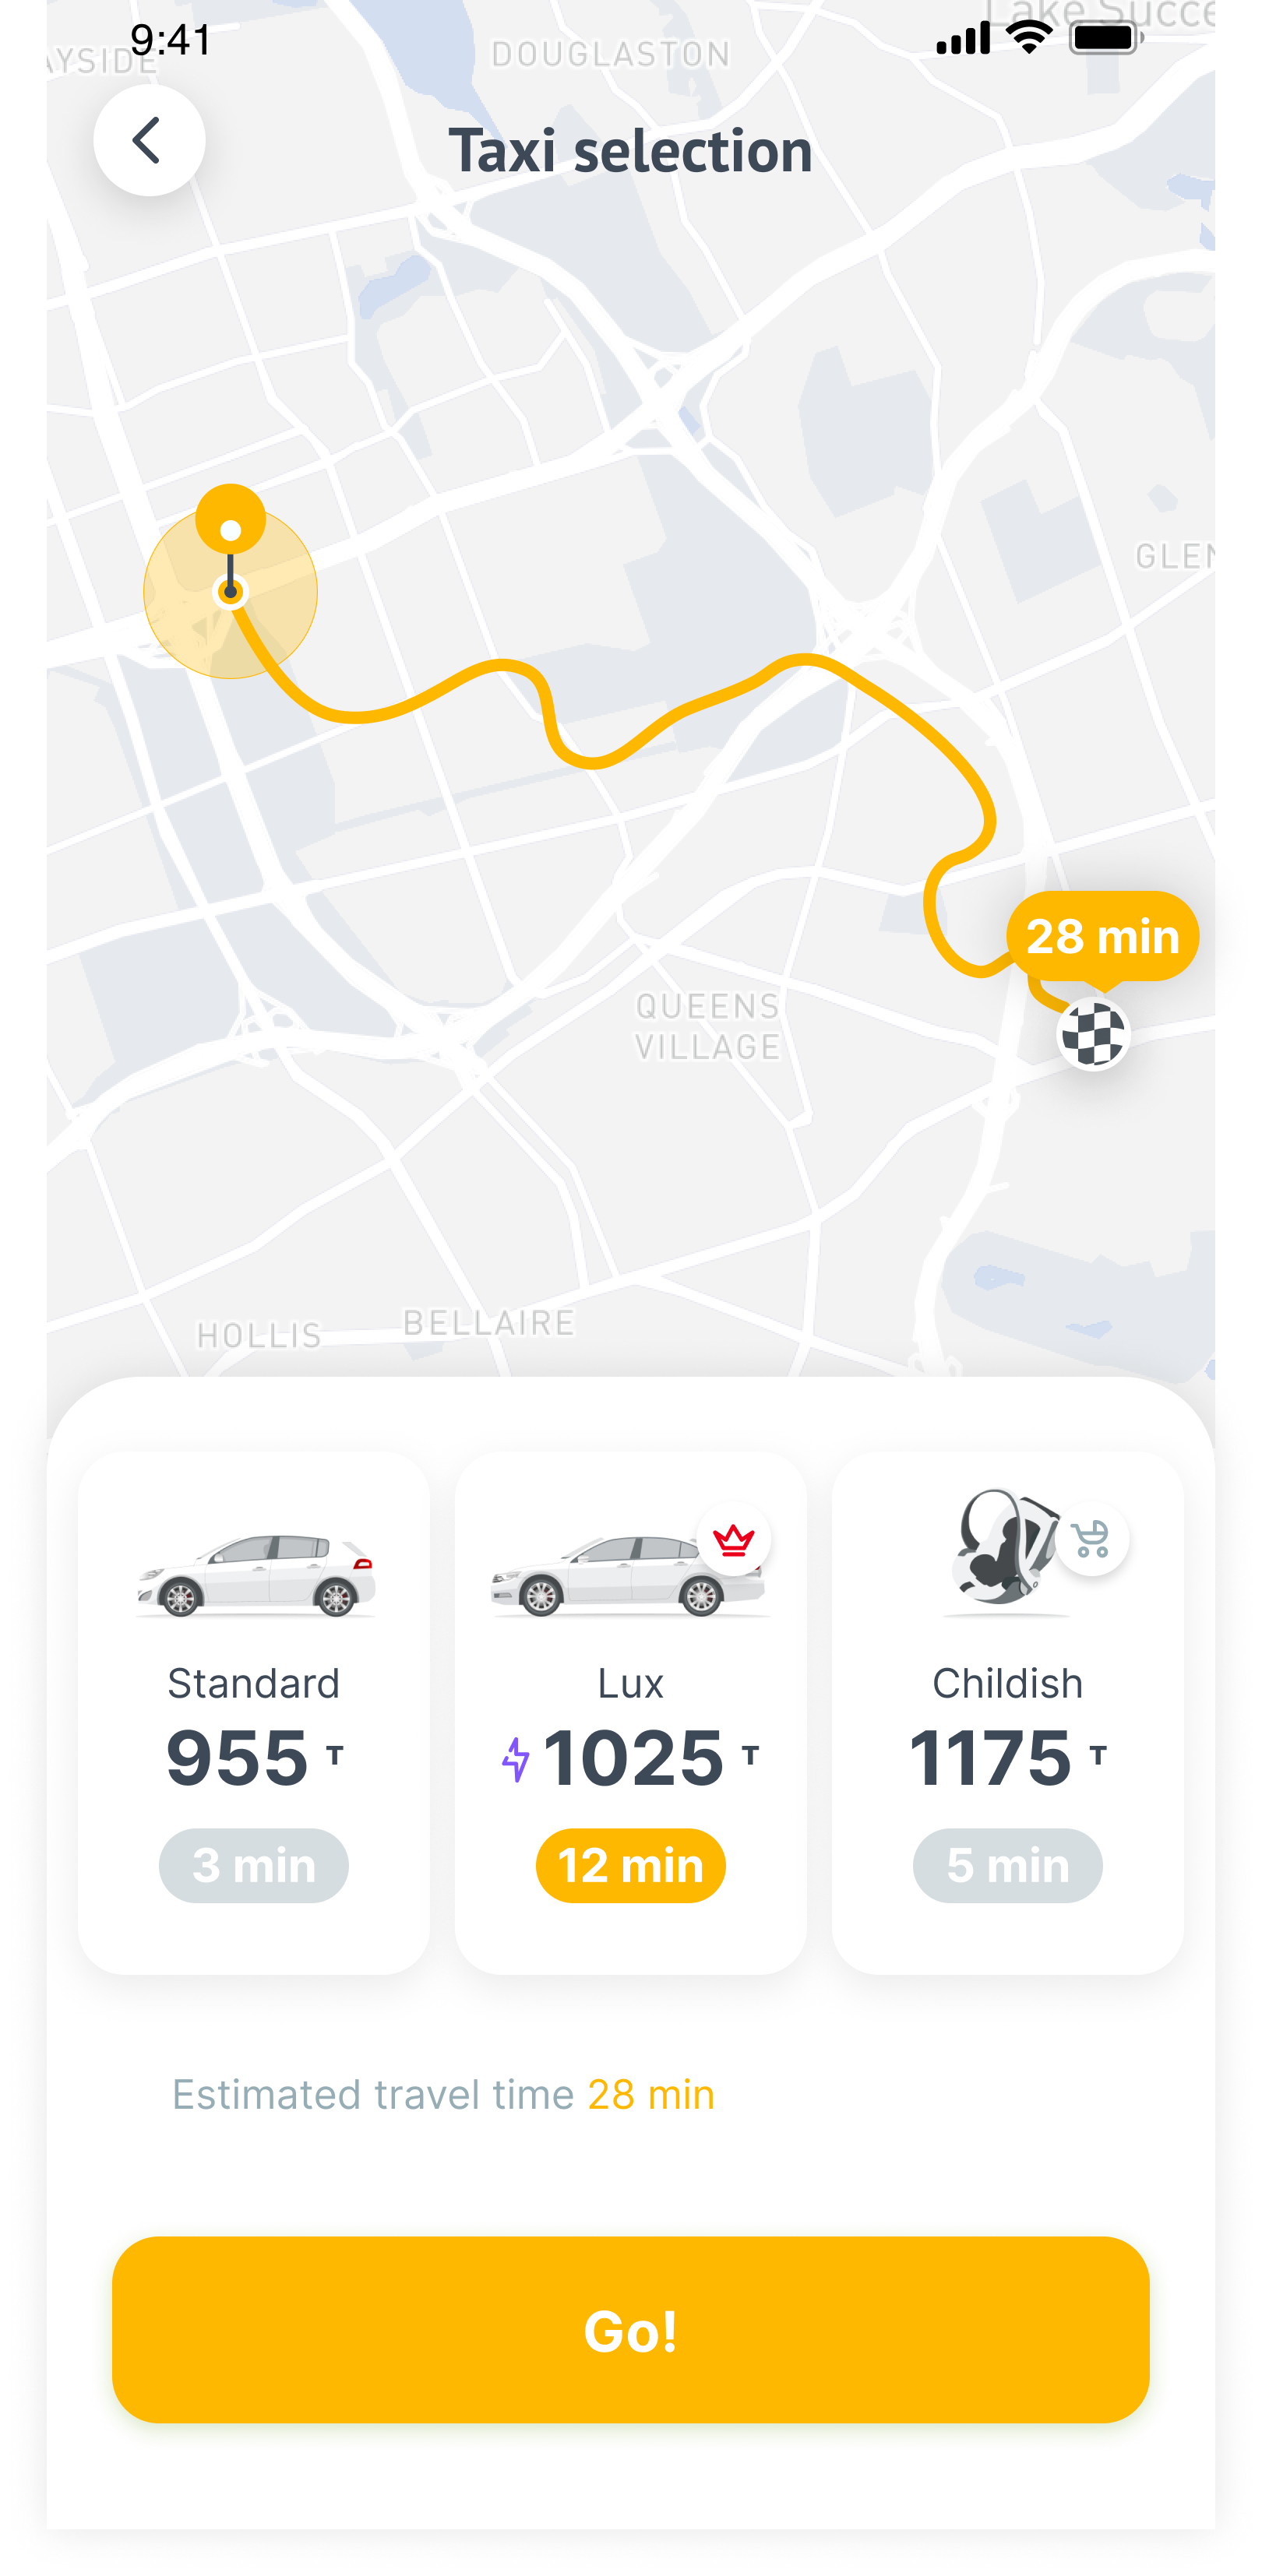 9:41
Lake Succe
AYSIDE
DOUGLASTON
Taxi selection
GLEN
28 min
QUEENS
VILLAGE
HOLLIS
BELLAIRE
Standard
955 T
3 min
Lux
1025 T
12 min
Childish
1175 T
5 min
Estimated travel time 28 min
Go!